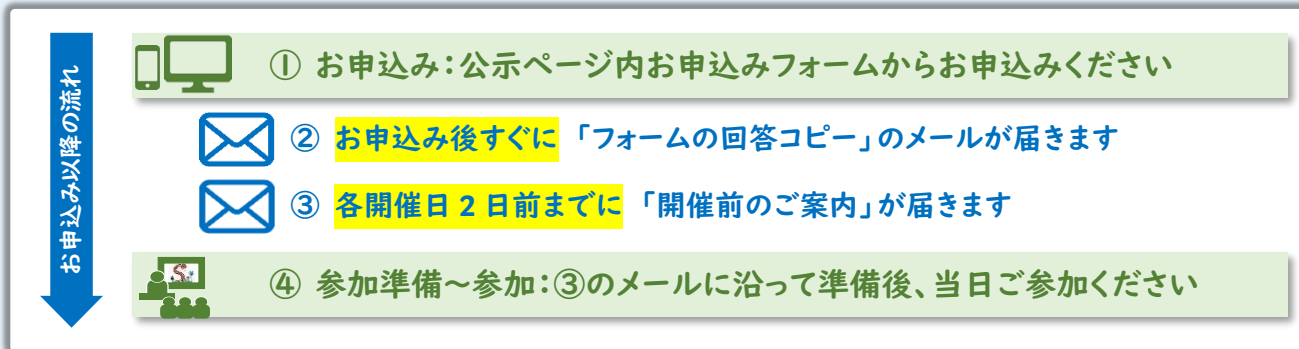 お申込み以降の流れ
① お申込み：公示ページ内お申込みフォームからお申込みください
② お申込み後すぐに 「フォームの回答コピー」のメールが届きます
③ 各開催日 2 日前までに 「開催前のご案内」が届きます
④ 参加準備～参加：③のメールに沿って準備後、当日ご参加ください